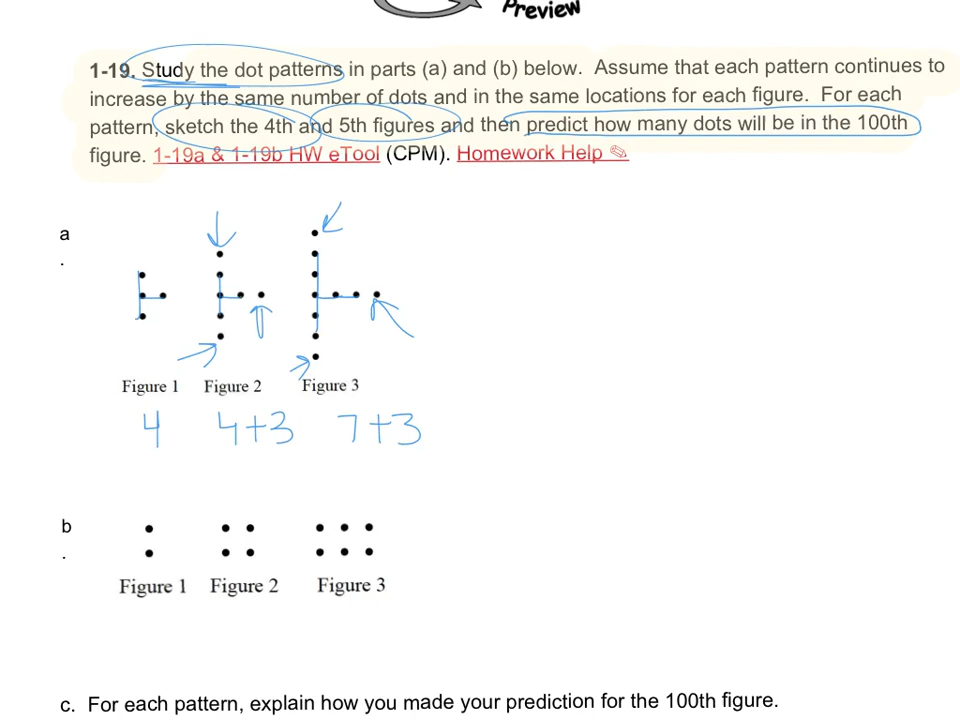 Preview
1-19. Study the dot patterns in parts (a) and (b) below. Assume that each pattern continues to
increase by the same number of dots and in the same locations for each figure. For each
pattern, sketch the 4th and 5th figures and then predict how many dots will be in the 100th
figure. 1-19a & 1-19b HW eTool (CPM). Homework Help ✎
a
.
Figure 1 Figure 2 Figure 3
4 4+3 7+3
b
.
Figure 1 Figure 2 Figure 3
c. For each pattern, explain how you made your prediction for the 100th figure.